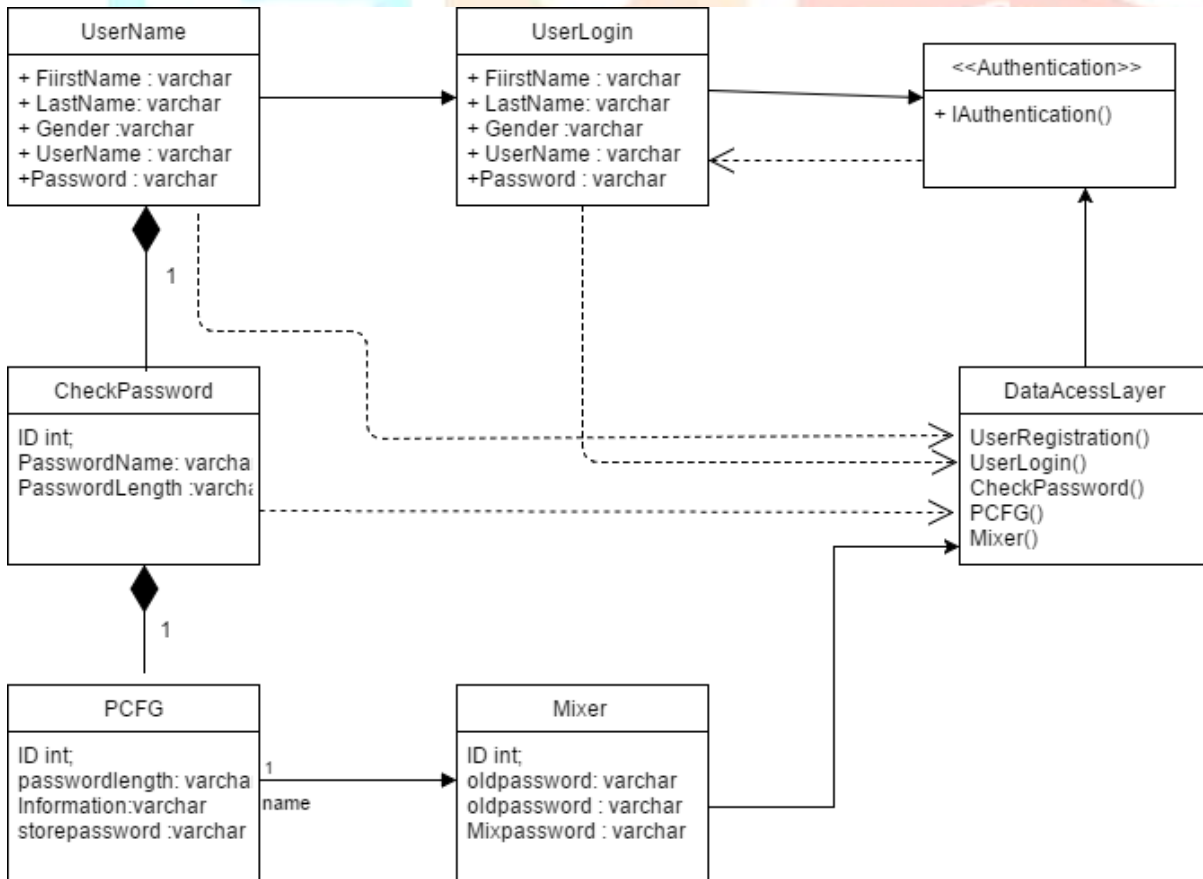 UserName
+ FiirstName : varchar
+ LastName: varchar
+ Gender :varchar
+ UserName : varchar
+Password : varchar
UserLogin
+ FiirstName : varchar
+ LastName: varchar
+ Gender :varchar
+ UserName : varchar
+Password : varchar
<<Authentication>>
+ IAuthentication()
1
CheckPassword
ID int;
PasswordName: varcha
PasswordLength :varcha
DataAcessLayer
UserRegistration()
UserLogin()
CheckPassword()
PCFG()
Mixer()
1
PCFG
ID int;
passwordlength: varcha
Information:varchar
storepassword :varchar
1
name
Mixer
ID int;
oldpassword: varchar
oldpassword : varchar
Mixpassword : varchar